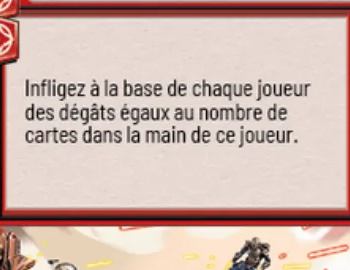 Infligez à la base de chaque joueur
des dégâts égaux au nombre de
cartes dans la main de ce joueur.